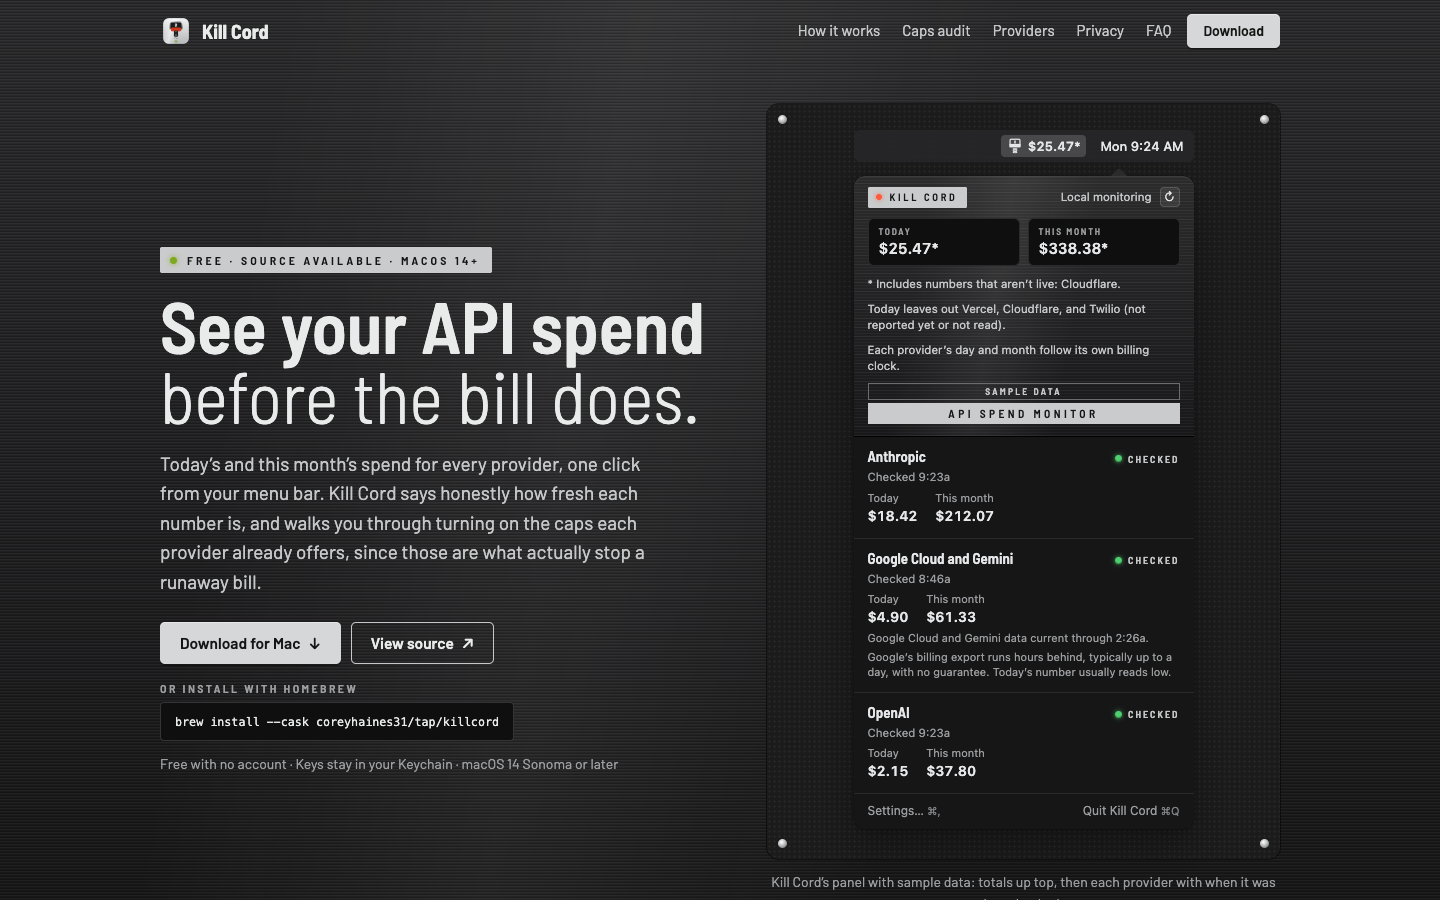 Kill Cord
How it works
Caps audit
Providers
Privacy
FAQ
Download
FREE · SOURCE AVAILABLE · MACOS 14+
See your API spend
before the bill does.
Today’s and this month’s spend for every provider, one click
from your menu bar. Kill Cord says honestly how fresh each
number is, and walks you through turning on the caps each
provider already offers, since those are what actually stop a
runaway bill.
Download for Mac ↓
View source ↗
OR INSTALL WITH HOMEBREW
brew install --cask coreyhaines31/tap/killcord
Free with no account · Keys stay in your Keychain · macOS 14 Sonoma or later
$25.47* Mon 9:24 AM
KILL CORD
Local monitoring
TODAY
$25.47*
THIS MONTH
$338.38*
* Includes numbers that aren’t live: Cloudflare.
Today leaves out Vercel, Cloudflare, and Twilio (not
reported yet or not read).
Each provider’s day and month follow its own billing
clock.
SAMPLE DATA
API SPEND MONITOR
Anthropic
CHECKED
Checked 9:23a
Today This month
$18.42 $212.07
Google Cloud and Gemini
CHECKED
Checked 8:46a
Today This month
$4.90 $61.33
Google Cloud and Gemini data current through 2:26a.
Google’s billing export runs hours behind, typically up to a
day, with no guarantee. Today’s number usually reads low.
OpenAI
CHECKED
Checked 9:23a
Today This month
$2.15 $37.80
Settings... ⌘,
Quit Kill Cord ⌘Q
Kill Cord’s panel with sample data: totals up top, then each provider with when it was